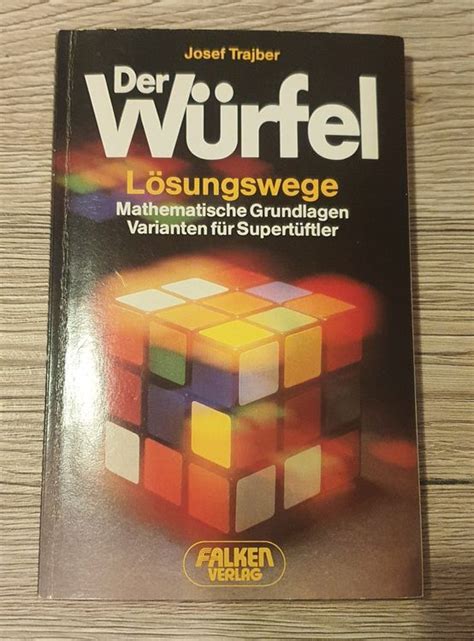 Josef Trajber
Der
Würfel
Lösungswege
Mathematische Grundlagen
Varianten für Supertüftler
FALKEN
VERLAG